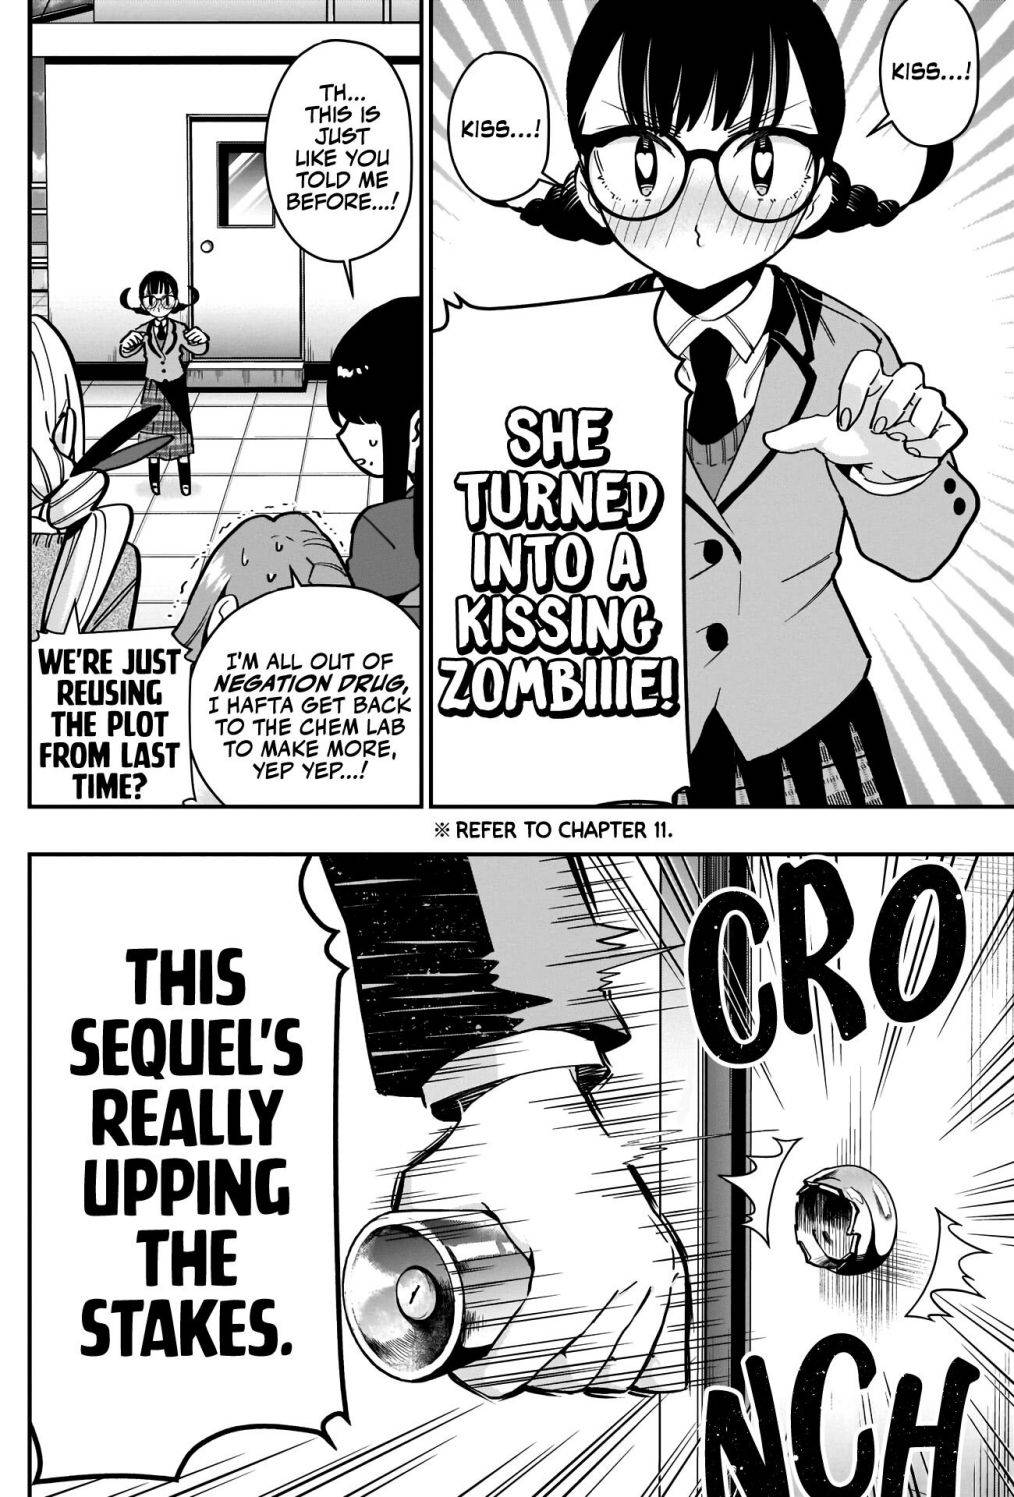 KISS...!
KISS...!
SHE
TURNED
INTO A
KISSING
ZOMBIIIE!
TH...
THIS IS
JUST
LIKE YOU
TOLD ME
BEFORE...!
I'M ALL OUT OF
NEGATION DRUG,
I HAFTA GET BACK
TO THE CHEM LAB
TO MAKE MORE,
YEP YEP...!
WE'RE JUST
REUSING
THE PLOT
FROM LAST
TIME?
※ REFER TO CHAPTER 11.
CRO
NCH
THIS
SEQUEL'S
REALLY
UPPING
THE
STAKES.